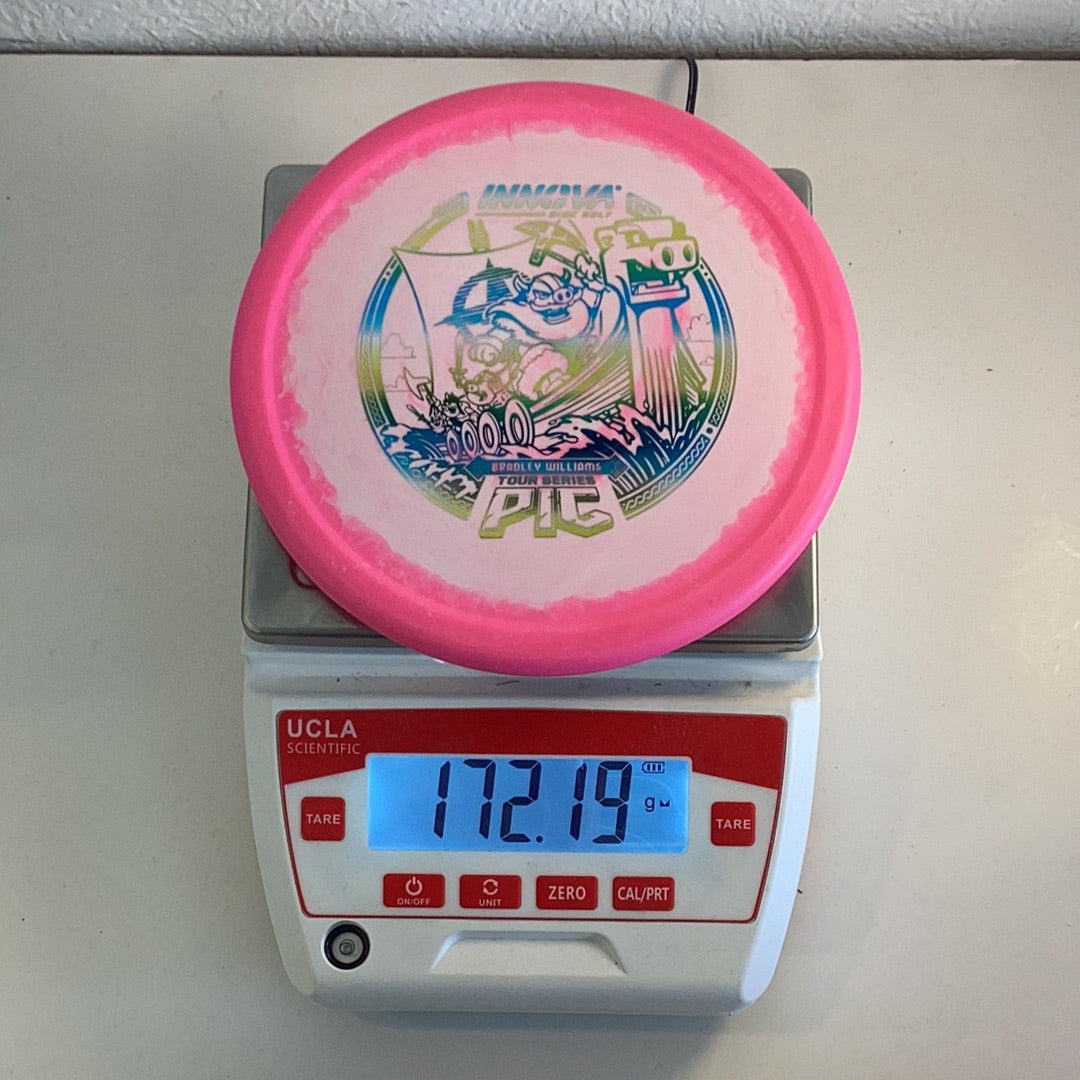 INNOVA
DISC GOLF
BRADLEY WILLIAMS
TOUR SERIES
PIG
UCLA
SCIENTIFIC
172.19
g
TARE
TARE
ON/OFF
UNIT
ZERO
CAL/PRT